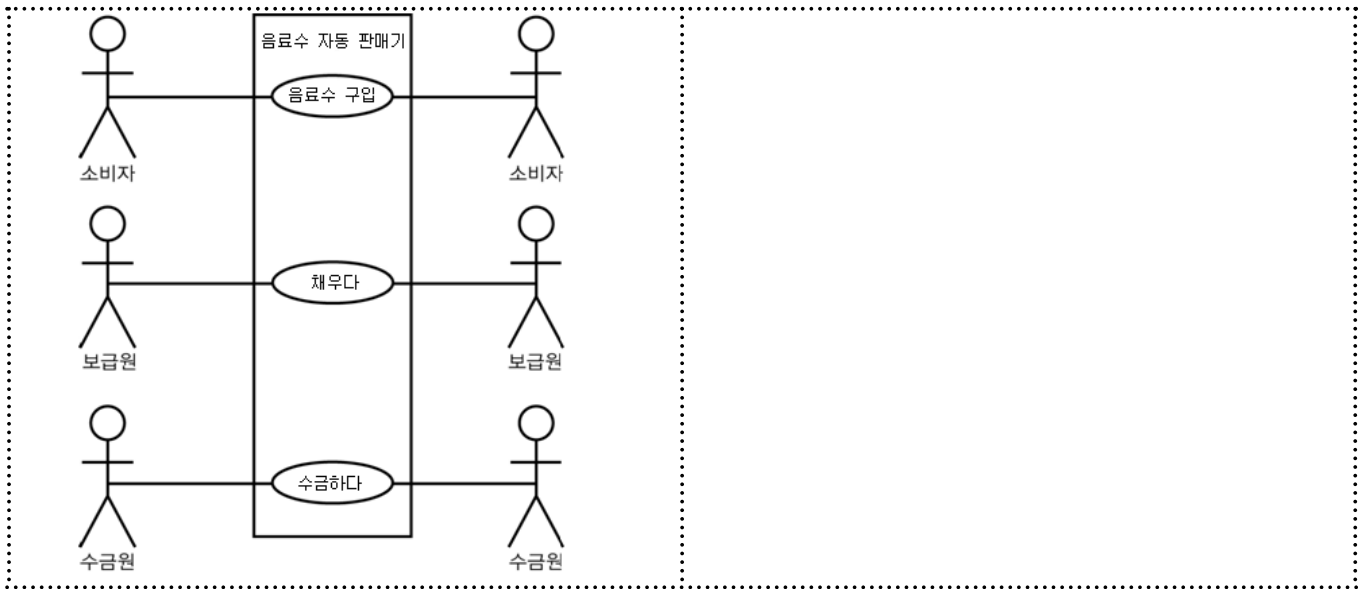 음료수 자동 판매기
음료수 구입
소비자
소비자
채우다
보급원
보급원
수금하다
수금원
수금원